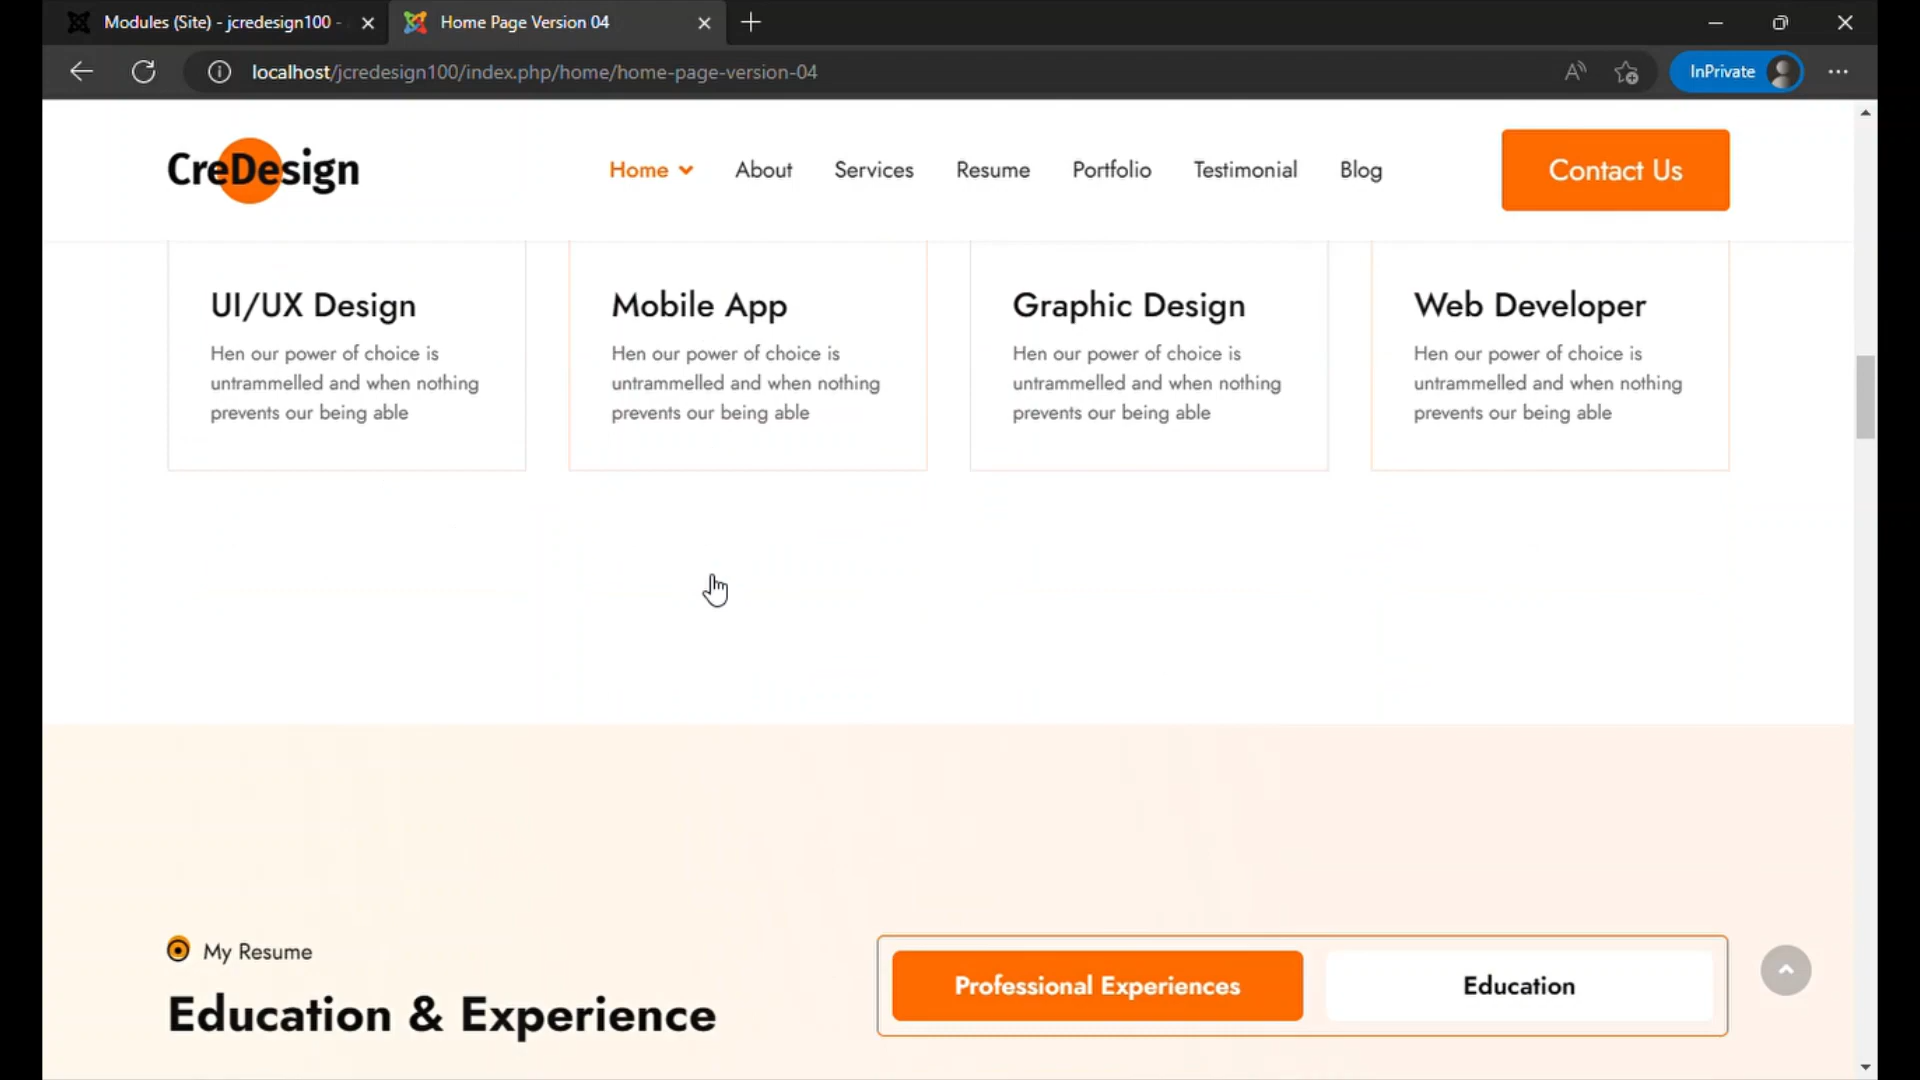 Modules (Site) - jcredesign100 -
Home Page Version 04
localhost/jcredesign100/index.php/home/home-page-version-04
InPrivate
CreDesign
Home
About
Services
Resume
Portfolio
Testimonial
Blog
Contact Us
UI/UX Design
Hen our power of choice is
untrammelled and when nothing
prevents our being able
Mobile App
Hen our power of choice is
untrammelled and when nothing
prevents our being able
Graphic Design
Hen our power of choice is
untrammelled and when nothing
prevents our being able
Web Developer
Hen our power of choice is
untrammelled and when nothing
prevents our being able
My Resume
Education & Experience
Professional Experiences
Education